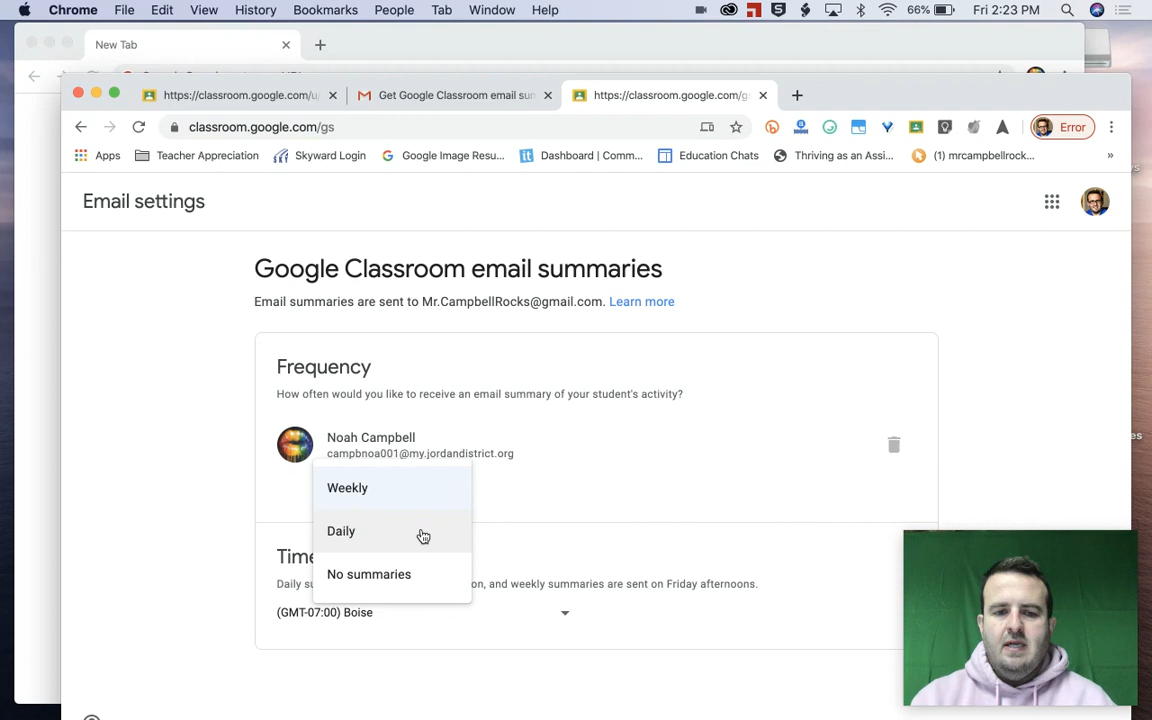 Chrome File Edit View History Bookmarks People Tab Window Help 66% Fri 2:23 PM
New Tab
https://classroom.google.com/u/ Get Google Classroom email sum https://classroom.google.com/g
classroom.google.com/gs Error
Apps Teacher Appreciation Skyward Login Google Image Resu... Dashboard | Comm... Education Chats Thriving as an Assi... (1) mrcampbellrock... »
Email settings
Google Classroom email summaries
Email summaries are sent to Mr.CampbellRocks@gmail.com. Learn more
Frequency
How often would you like to receive an email summary of your student's activity?
Noah Campbell
campbnoa001@my.jordandistrict.org
Weekly
Daily
No summaries
Time
Daily su on, and weekly summaries are sent on Friday afternoons.
(GMT-07:00) Boise